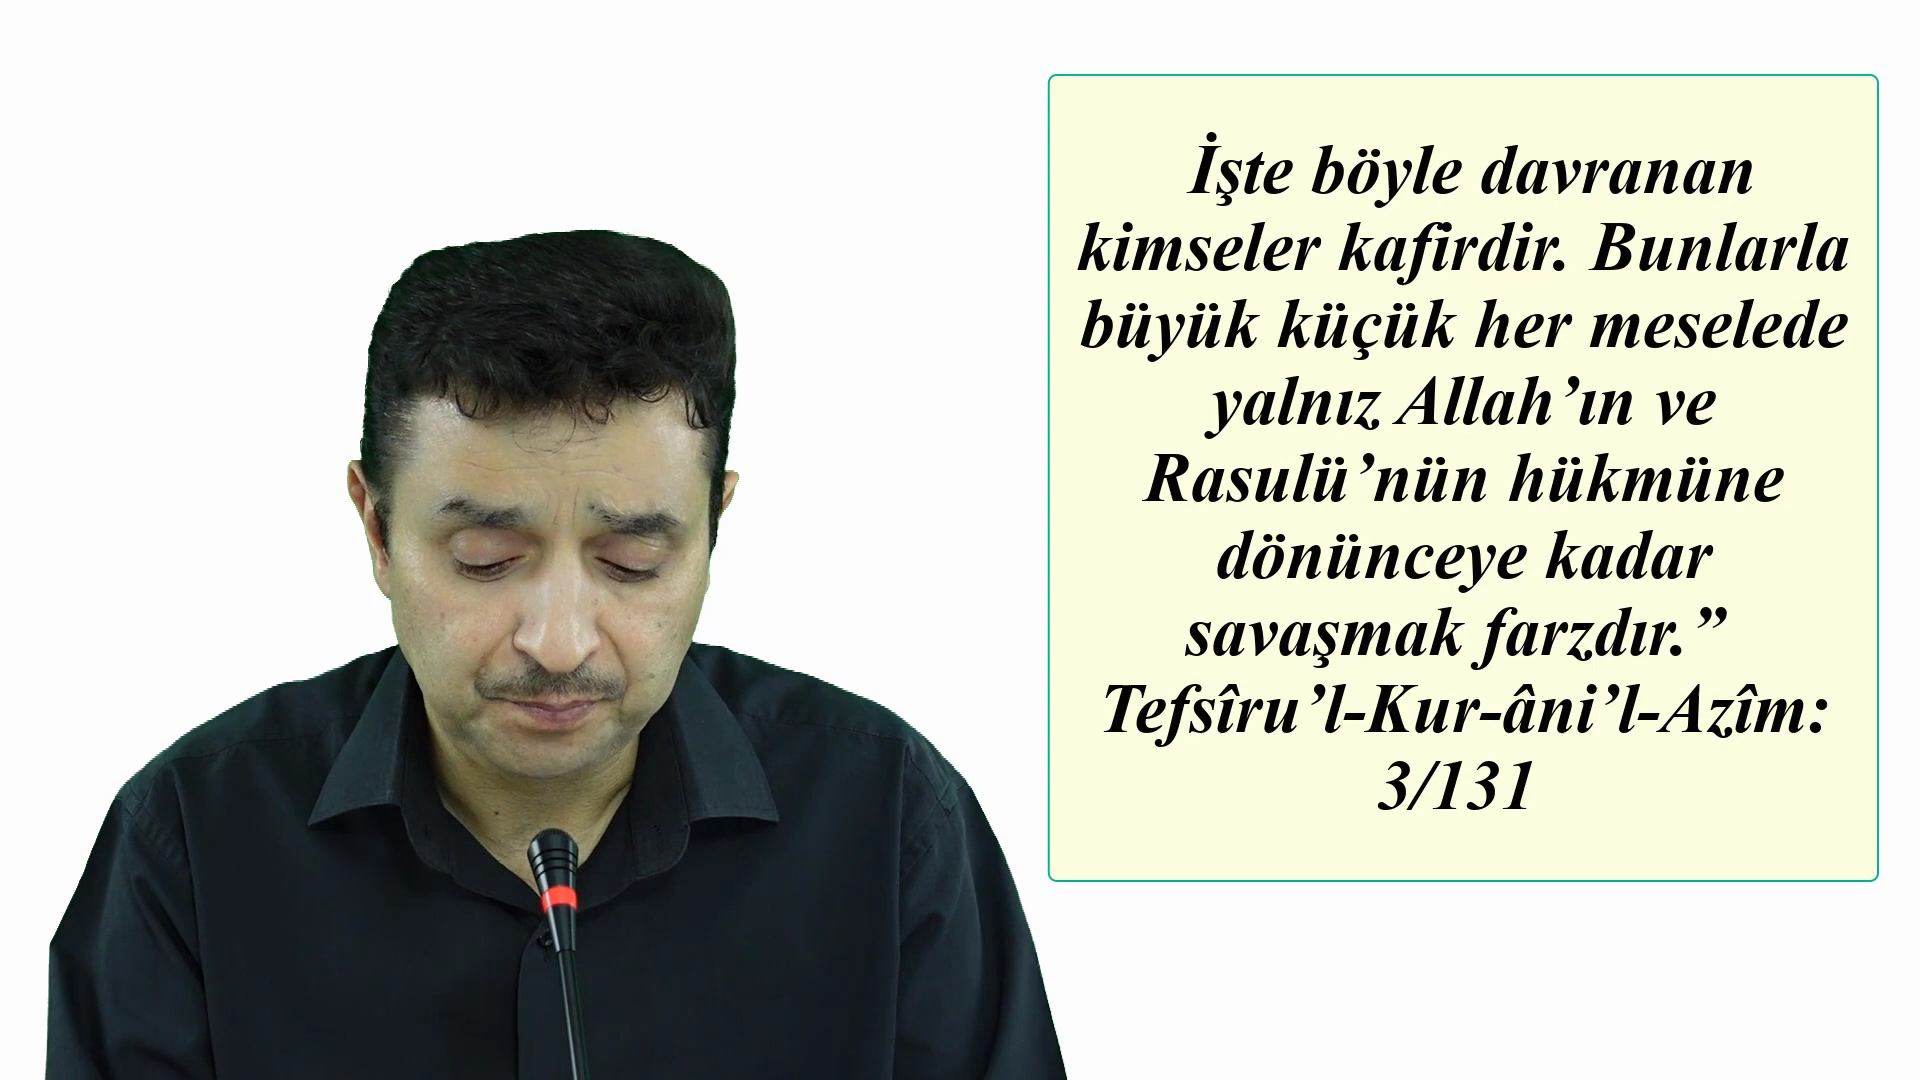 İşte böyle davranan
kimseler kafirdir. Bunlarla
büyük küçük her meselede
yalnız Allah’ın ve
Rasulü’nün hükmüne
dönünceye kadar
savaşmak farzdır.”
Tefsîru’l-Kur-âni’l-Azîm:
3/131